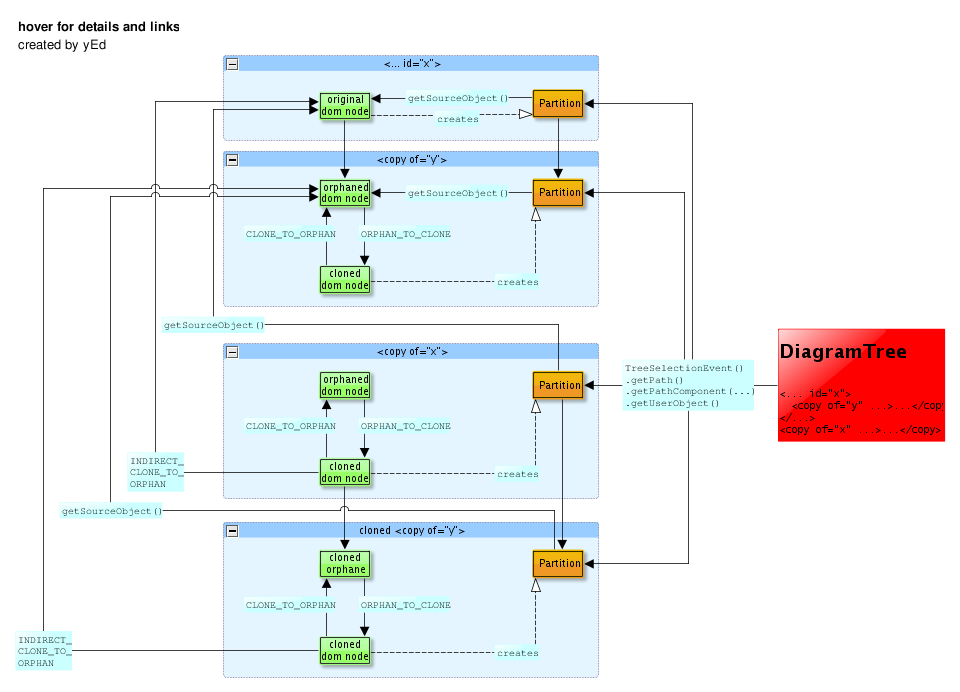 hover for details and links
created by yEd
<... id="x">
original
dom node
getSourceObject()
creates
Partition
<copy of="y">
orphaned
dom node
getSourceObject()
Partition
CLONE_TO_ORPHAN
ORPHAN_TO_CLONE
cloned
dom node
creates
getSourceObject()
<copy of="x">
orphaned
dom node
Partition
CLONE_TO_ORPHAN
ORPHAN_TO_CLONE
cloned
dom node
creates
INDIRECT_
CLONE_TO_
ORPHAN
getSourceObject()
cloned <copy of="y">
cloned
orphane
Partition
CLONE_TO_ORPHAN
ORPHAN_TO_CLONE
cloned
dom node
creates
INDIRECT_
CLONE_TO_
ORPHAN
TreeSelectionEvent()
.getPath()
.getPathComponent(...)
.getUserObject()
DiagramTree
<... id="x">
<copy of="y" ...>...</copy
</...>
<copy of="x" ...>...</copy>